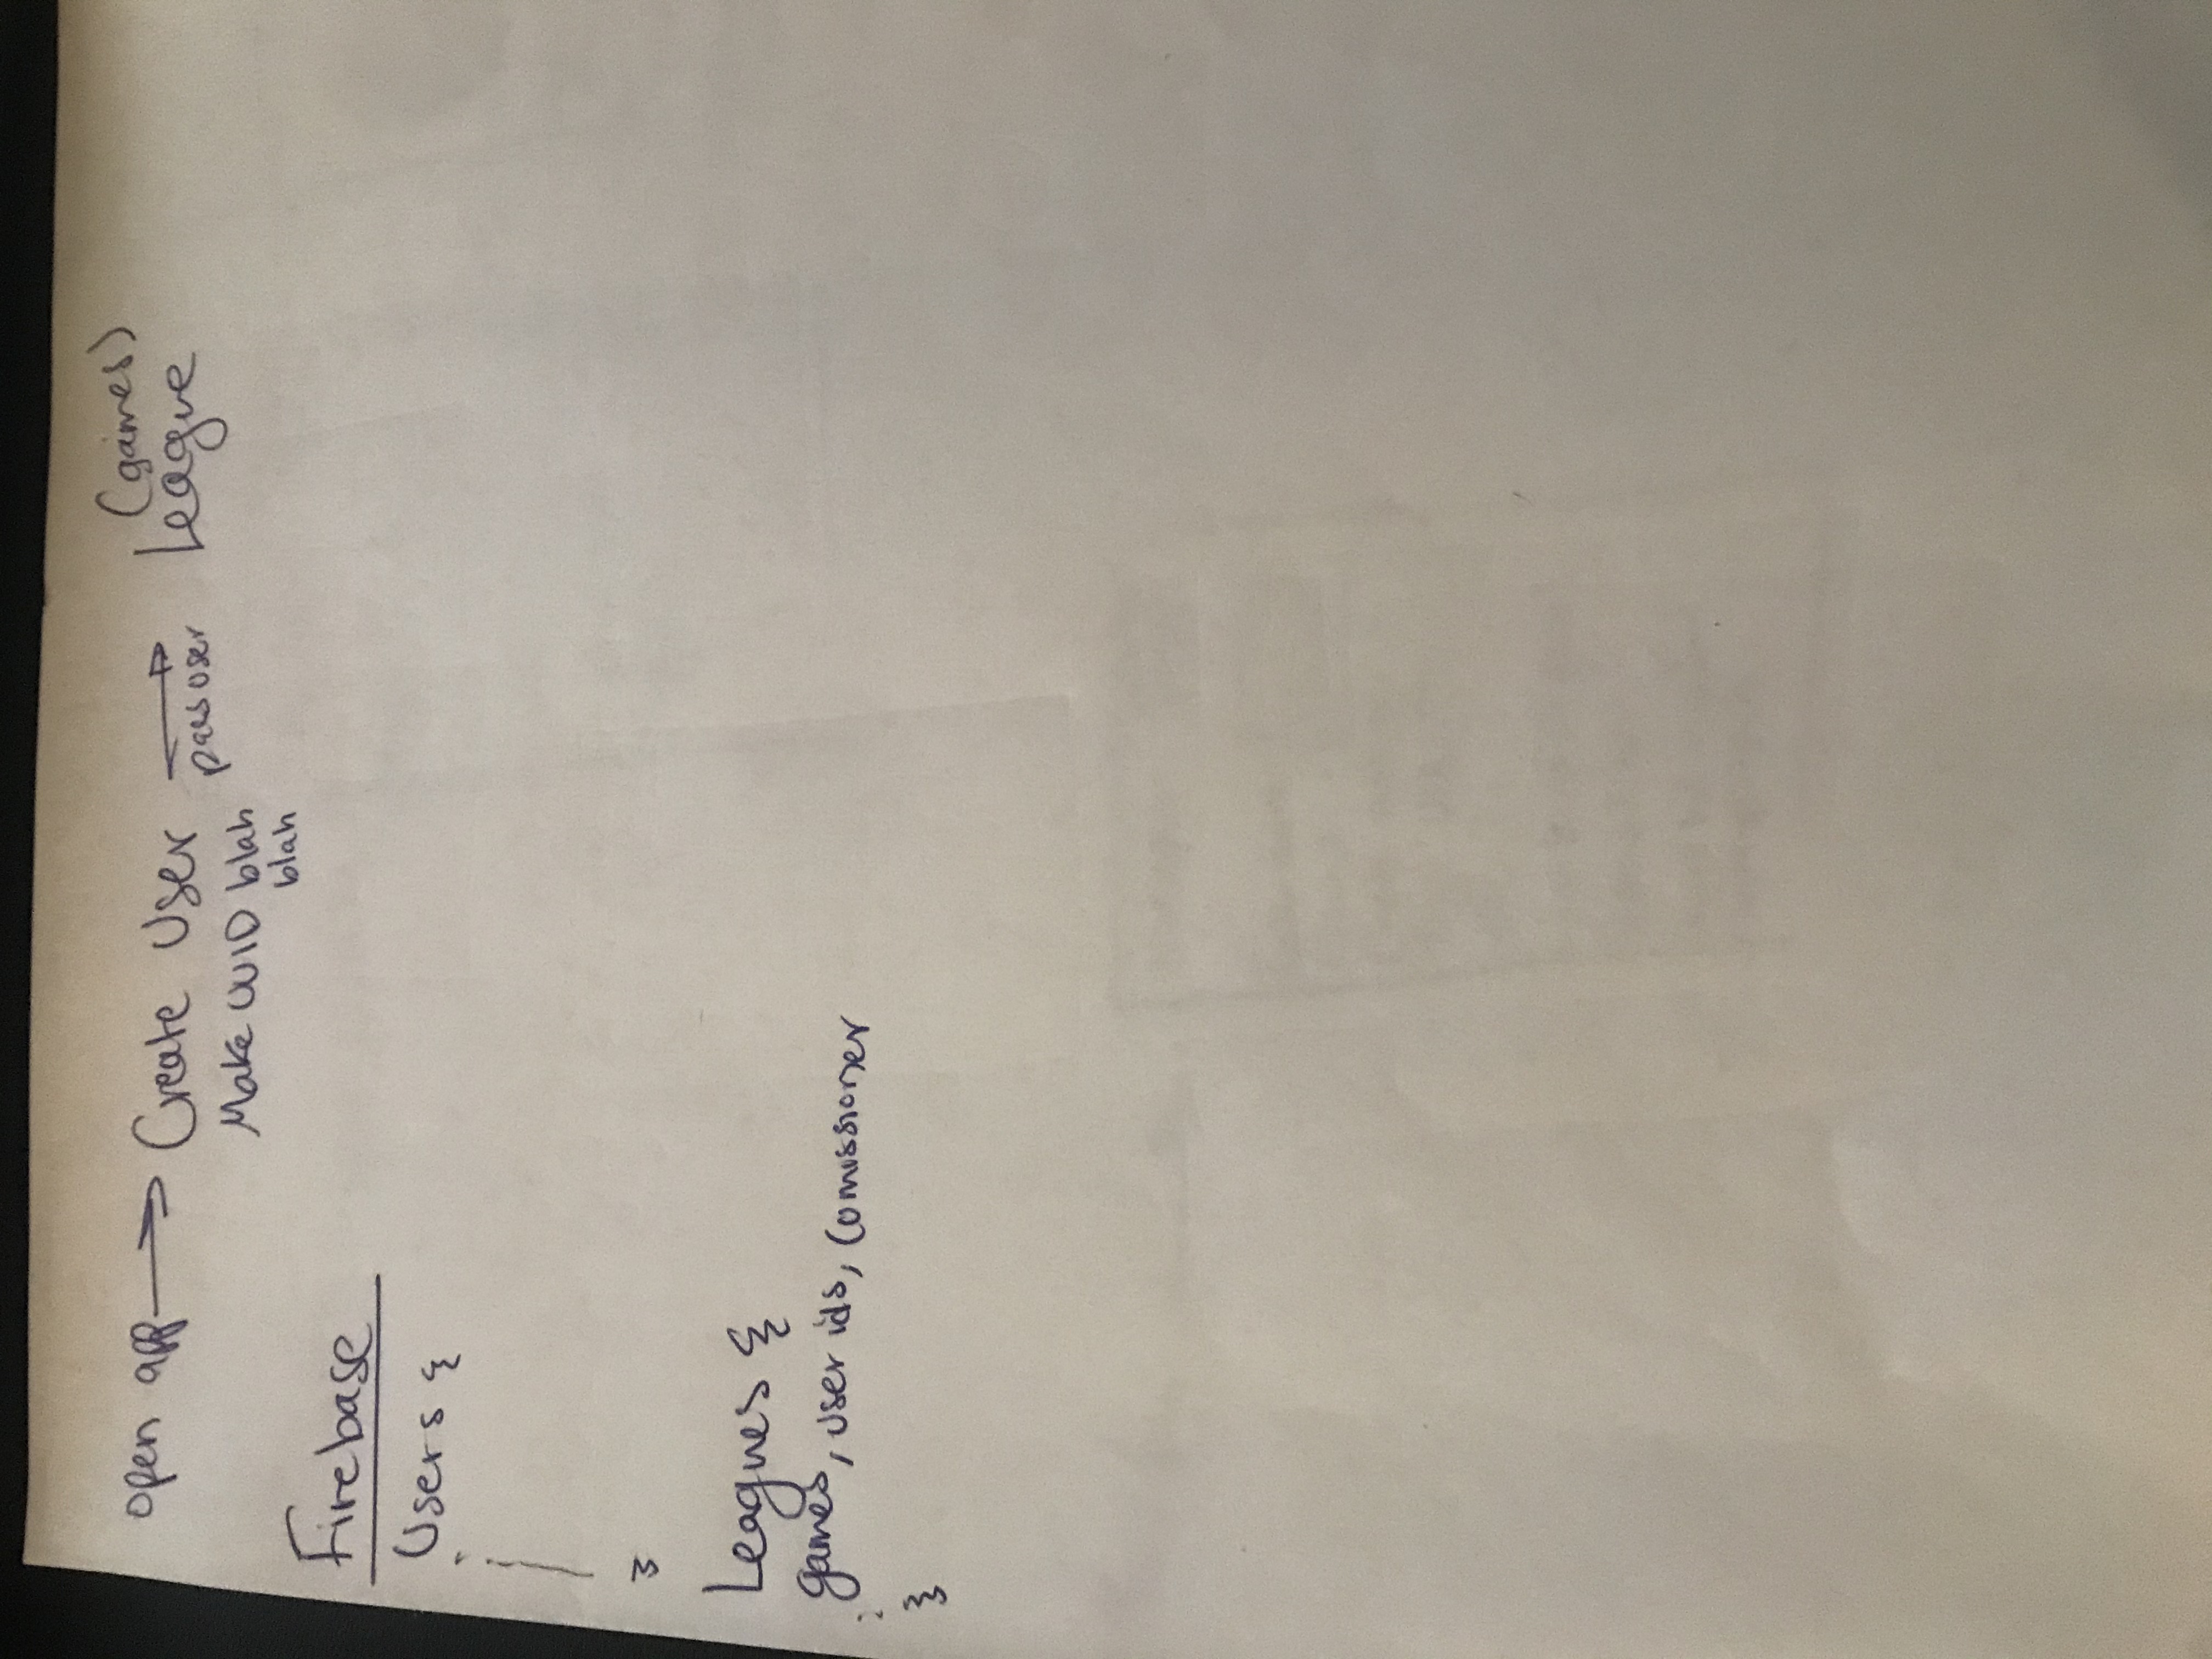 open app → Create User → (games) League
pass user
Make UUID blah
blah
Firebase
Users {
}
Leagues {
games, user ids, Comissioner
:
}